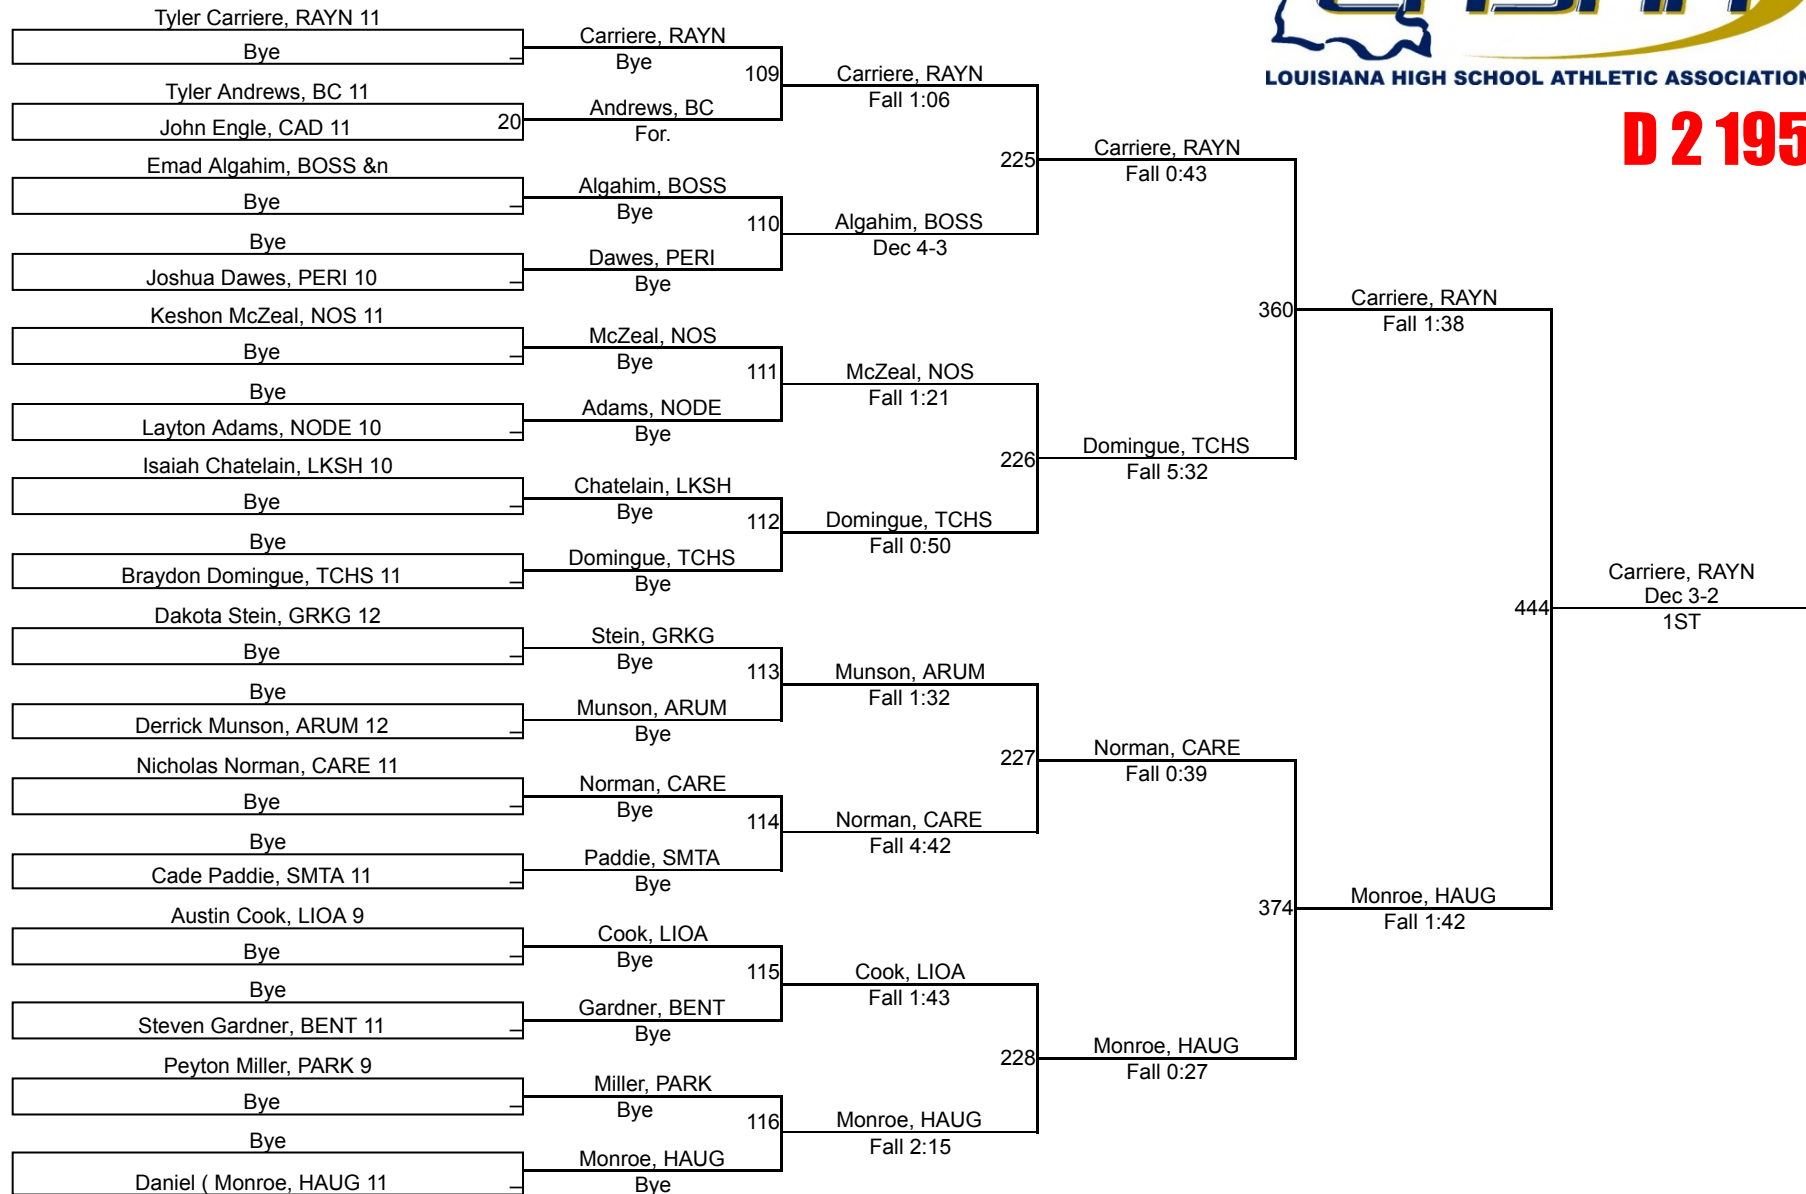 LOUISIANA HIGH SCHOOL ATHLETIC ASSOCIATION
D 2 195
Tyler Carriere, RAYN 11
Bye
Tyler Andrews, BC 11
John Engle, CAD 11
20
Emad Algahim, BOSS &n
Bye
Bye
Joshua Dawes, PERI 10
Keshon McZeal, NOS 11
Bye
Bye
Layton Adams, NODE 10
Isaiah Chatelain, LKSH 10
Bye
Bye
Braydon Domingue, TCHS 11
Dakota Stein, GRKG 12
Bye
Bye
Derrick Munson, ARUM 12
Nicholas Norman, CARE 11
Bye
Bye
Cade Paddie, SMTA 11
Austin Cook, LIOA 9
Bye
Bye
Steven Gardner, BENT 11
Peyton Miller, PARK 9
Bye
Bye
Daniel ( Monroe, HAUG 11
Carriere, RAYN
Bye
109
Andrews, BC
For.
Algahim, BOSS
Bye
110
Dawes, PERI
Bye
McZeal, NOS
Bye
111
Adams, NODE
Bye
Chatelain, LKSH
Bye
112
Domingue, TCHS
Bye
Stein, GRKG
Bye
113
Munson, ARUM
Bye
Norman, CARE
Bye
114
Paddie, SMTA
Bye
Cook, LIOA
Bye
115
Gardner, BENT
Bye
Miller, PARK
Bye
116
Monroe, HAUG
Bye
Carriere, RAYN
Fall 1:06
225
Algahim, BOSS
Dec 4-3
McZeal, NOS
Fall 1:21
226
Domingue, TCHS
Fall 0:50
Munson, ARUM
Fall 1:32
227
Norman, CARE
Fall 4:42
Cook, LIOA
Fall 1:43
228
Monroe, HAUG
Fall 2:15
Carriere, RAYN
Fall 0:43
360
Domingue, TCHS
Fall 5:32
Norman, CARE
Fall 0:39
374
Monroe, HAUG
Fall 0:27
Carriere, RAYN
Fall 1:38
444
Monroe, HAUG
Fall 1:42
Carriere, RAYN
Dec 3-2
1ST